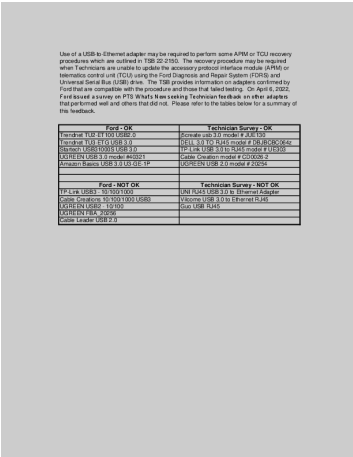 Use of a USB-to-Ethernet adapter may be required to perform some APIM or TCU recovery
procedures which are outlined in TSB 22-2150. The recovery procedure may be required
when Technicians are unable to update the accessory protocol interface module (APIM) or
telematics control unit (TCU) using the Ford Diagnosis and Repair System (FDRS) and
Universal Serial Bus (USB) drive. The TSB provides information on adapters confirmed by
Ford that are compatible with the procedure and those that failed testing. On April 6, 2022,
Ford issued a survey on PTS What's New seeking Technician feedback on other adapters
that performed well and others that did not. Please refer to the tables below for a summary of
this feedback.
Ford - OK Technician Survey - OK
Trendnet TU2-ET100 USB2.0 j5create usb 3.0 model # JUE130
Trendnet TU3-ETG USB 3.0 DELL 3.0 TO RJ45 model # DBJBCBC064z
Startech USB31000S USB 3.0 TP-Link USB 3.0 to RJ45 model # UE303
UGREEN USB 3.0 model #40321 Cable Creation model # CD0026-2
Amazon Basics USB 3.0 U3-GE-1P UGREEN USB 2.0 model # 20254
Ford - NOT OK Technician Survey - NOT OK
TP-Link USB3 - 10/100/1000 UNI RJ45 USB 3.0 to Ethernet Adapter
Cable Creations 10/100/1000 USB3 Vilcome USB 3.0 to Ethernet RJ45
UGREEN USB2 - 10/100 Guo USB RJ45
UGREEN FBA_20256
Cable Leader USB 2.0